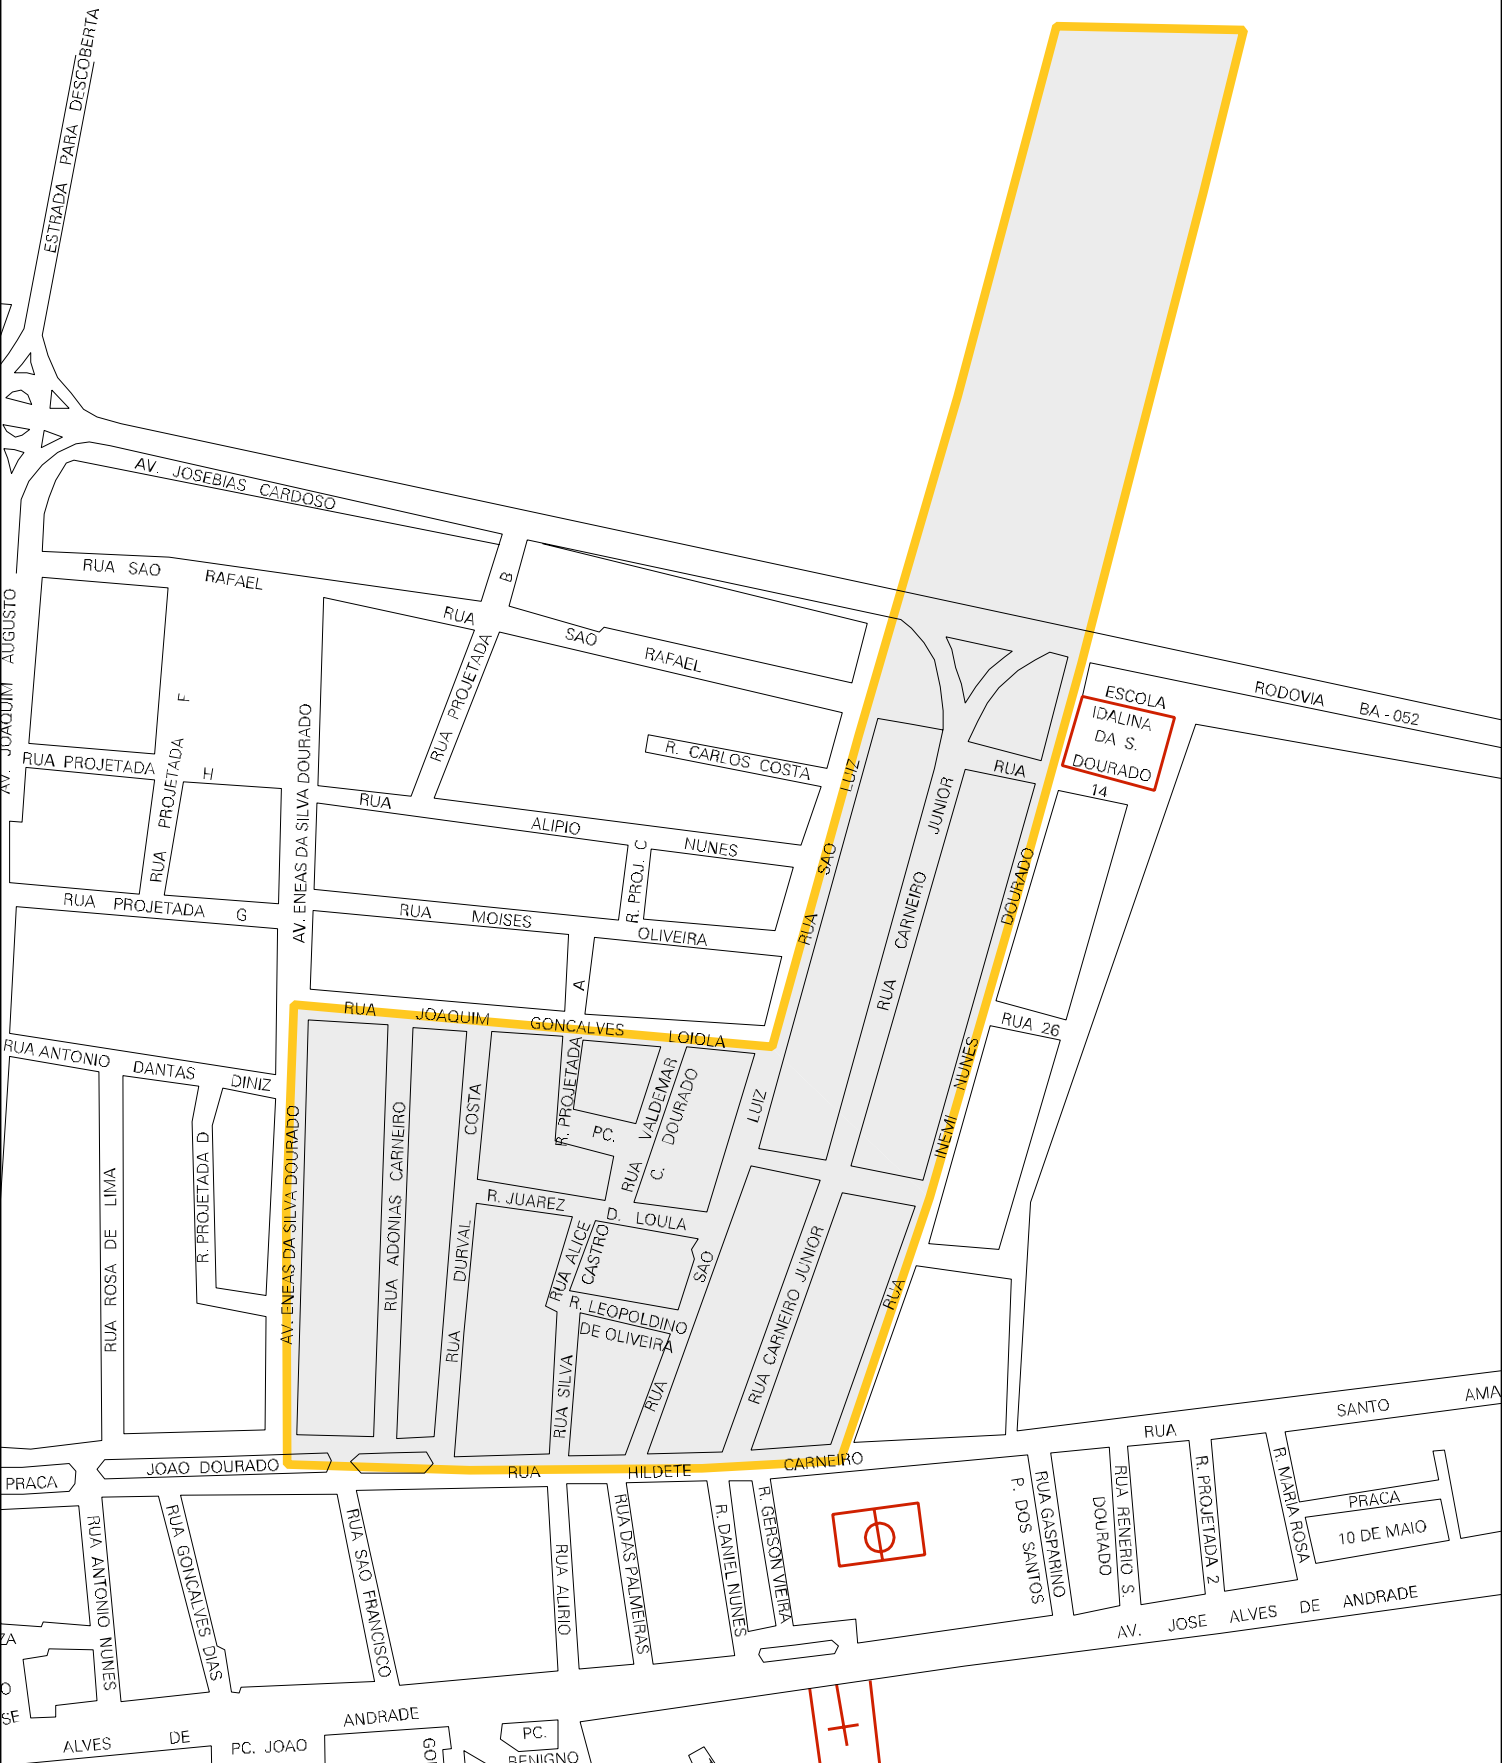 ESTRADA PARA DESCOBERTA
AV. JOSEBIAS CARDOSO
RUA SAO RAFAEL
B
RUA SAO RAFAEL
AV. JOAQUIM AUGUSTO
RUA PROJETADA F
RUA PROJETADA H
RUA PROJETADA
R. CARLOS COSTA
AV. ENEAS DA SILVA DOURADO
RUA ALIPIO NUNES
R. PROJ. C
RUA PROJETADA G
RUA MOISES OLIVEIRA
A
RUA SAO LUIZ
RUA CARNEIRO JUNIOR
RODOVIA BA - 052
ESCOLA
IDALINA
DA S.
DOURADO
RUA 14
RUA 26
RUA INEMI NUNES DOURADO
RUA JOAQUIM GONCALVES LOIOLA
RUA ANTONIO DANTAS DINIZ
RUA ROSA DE LIMA
R. PROJETADA D
AV. ENEAS DA SILVA DOURADO
RUA ADONIAS CARNEIRO
RUA DURVAL COSTA
R. PROJETADA
PC.
RUA VALDEMAR
C. DOURADO
R. JUAREZ D. LOULA
RUA ALICE
CASTRO
R. LEOPOLDINO
DE OLIVEIRA
RUA SILVA
RUA SAO LUIZ
RUA CARNEIRO JUNIOR
PRACA JOAO DOURADO
RUA HILDETE CARNEIRO
RUA SANTO AMA
RUA ANTONIO NUNES
RUA GONCALVES DIAS
RUA SAO FRANCISCO
RUA ALIRIO
RUA DAS PALMEIRAS
R. DANIEL NUNES
R. GERSON VIEIRA
RUA GASPARINO
P. DOS SANTOS
RUA RENERIO S.
DOURADO
R. PROJETADA 2
R. MARIA ROSA
PRACA
10 DE MAIO
AV. JOSE ALVES DE ANDRADE
ZA
O
SE
ALVES DE ANDRADE
PC. JOAO
GO
PC.
BENIGNO